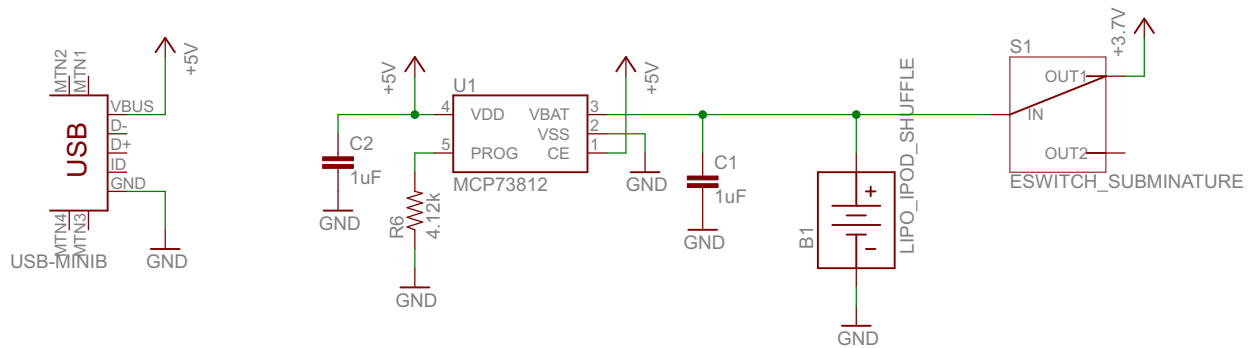 MTN2
MTN1
+5V
VBUS
D-
D+
ID
GND
USB
MTN4
MTN3
USB-MINIB
GND
+5V
U1
+5V
4
VDD
VBAT
3
VSS
2
5
PROG
CE
1
MCP73812
C2
1uF
GND
R6
4.12k
GND
GND
C1
1uF
GND
LIPO_IPOD_SHUFFLE
+
-
B1
GND
S1
+3.7V
OUT1
IN
OUT2
ESWITCH_SUBMINATURE